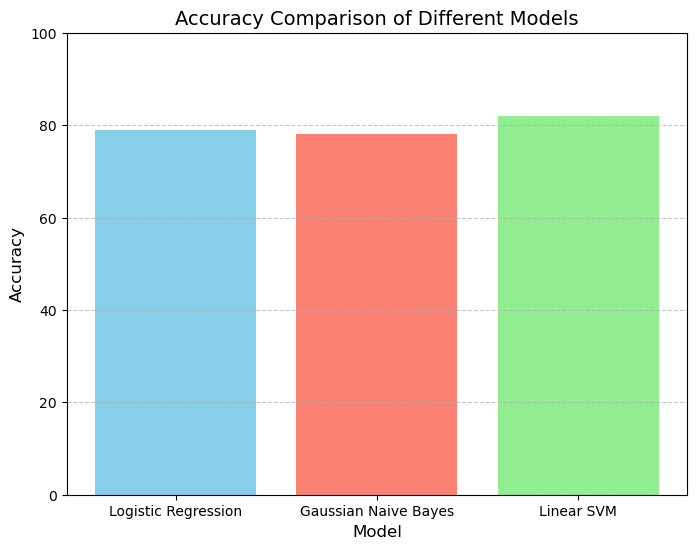 Accuracy Comparison of Different Models
100
80
60
40
20
0
Accuracy
Logistic Regression
Gaussian Naive Bayes
Linear SVM
Model